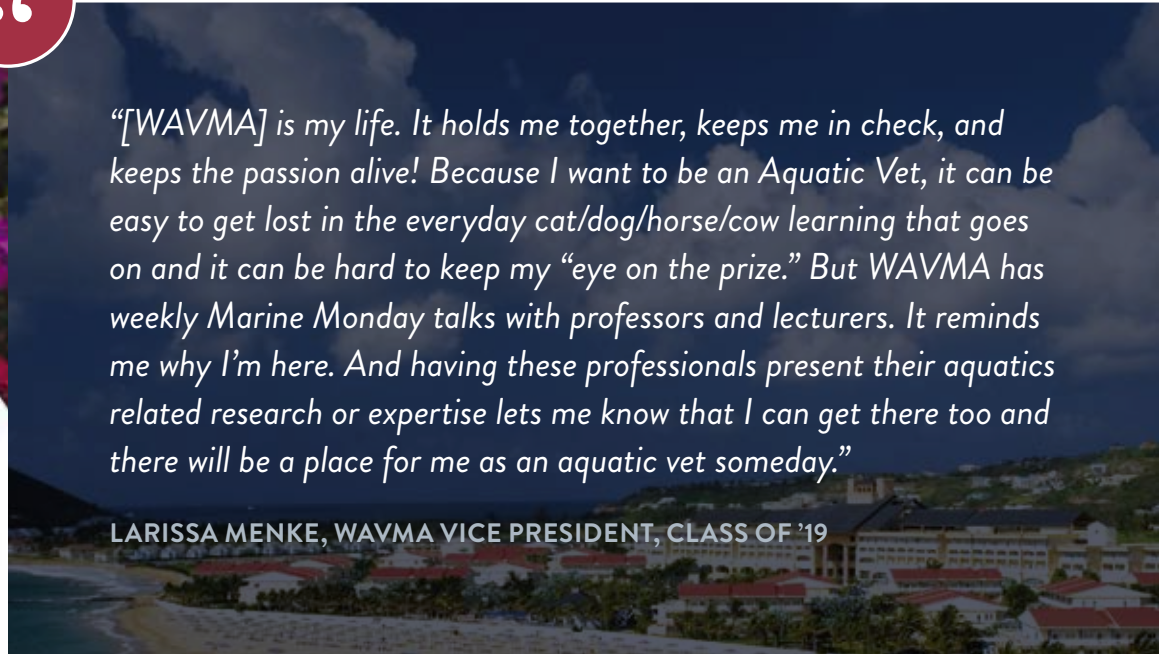 “[WAVMA] is my life. It holds me together, keeps me in check, and
keeps the passion alive! Because I want to be an Aquatic Vet, it can be
easy to get lost in the everyday cat/dog/horse/cow learning that goes
on and it can be hard to keep my “eye on the prize.” But WAVMA has
weekly Marine Monday talks with professors and lecturers. It reminds
me why I’m here. And having these professionals present their aquatics
related research or expertise lets me know that I can get there too and
there will be a place for me as an aquatic vet someday.”
LARISSA MENKE, WAVMA VICE PRESIDENT, CLASS OF ’19